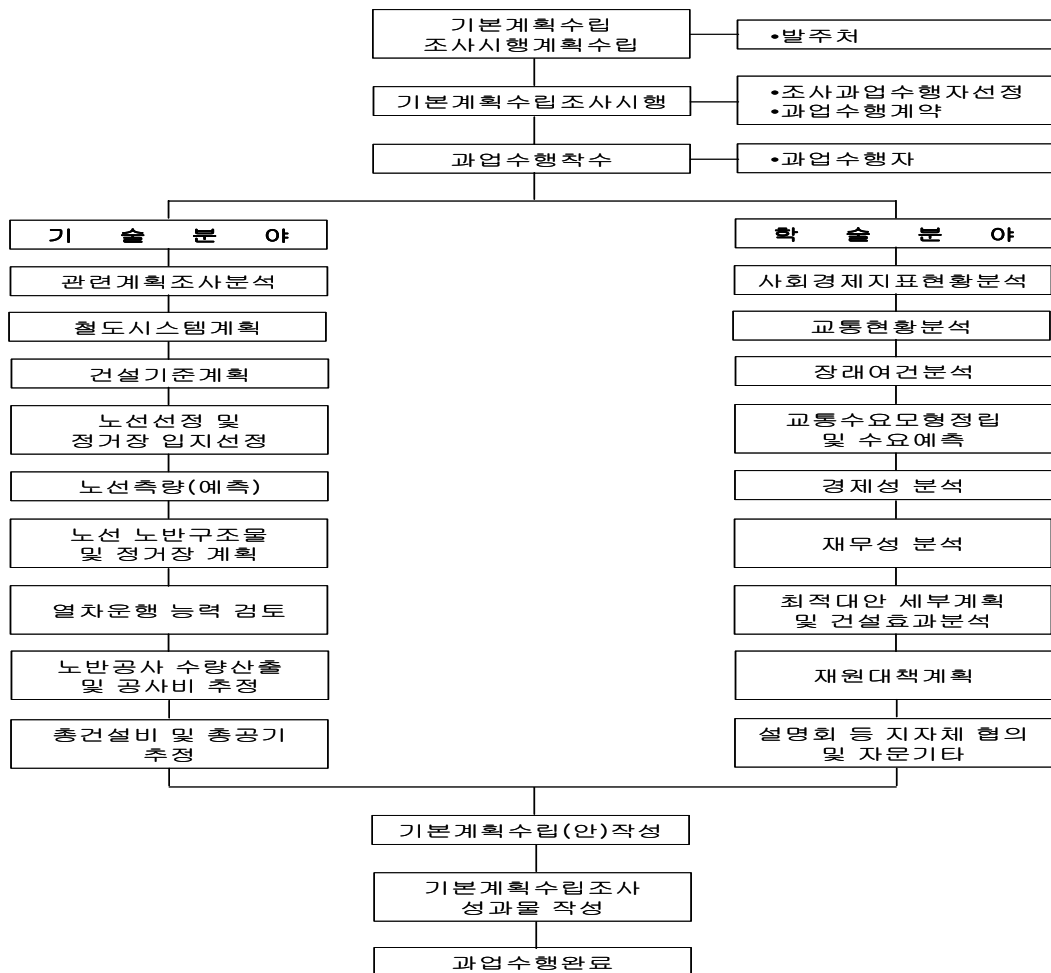 기본계획수립
조사시행계획수립
•발주처
기본계획수립조사시행
•조사과업수행자선정
•과업수행계약
과업수행착수
•과업수행자
기 술 분 야
관련계획조사분석
철도시스템계획
건설기준계획
노선선정 및
정거장 입지선정
노선측량(예측)
노선 노반구조물
및 정거장 계획
열차운행 능력 검토
노반공사 수량산출
및 공사비 추정
총건설비 및 총공기
추정
학 술 분 야
사회경제지표현황분석
교통현황분석
장래여건분석
교통수요모형정립
및 수요예측
경제성 분석
재무성 분석
최적대안 세부계획
및 건설효과분석
재원대책계획
설명회 등 지자체 협의
및 자문기타
기본계획수립(안)작성
기본계획수립조사
성과물 작성
과업수행완료